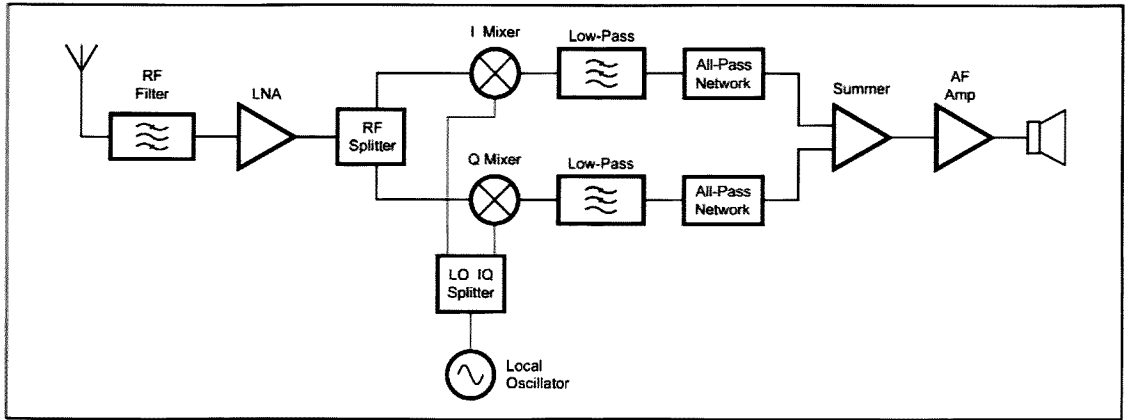 I Mixer
Low-Pass
All-Pass
Network
RF
Filter
LNA
RF
Splitter
Summer
AF
Amp
Q Mixer
Low-Pass
All-Pass
Network
LO IQ
Splitter
Local
Oscillator